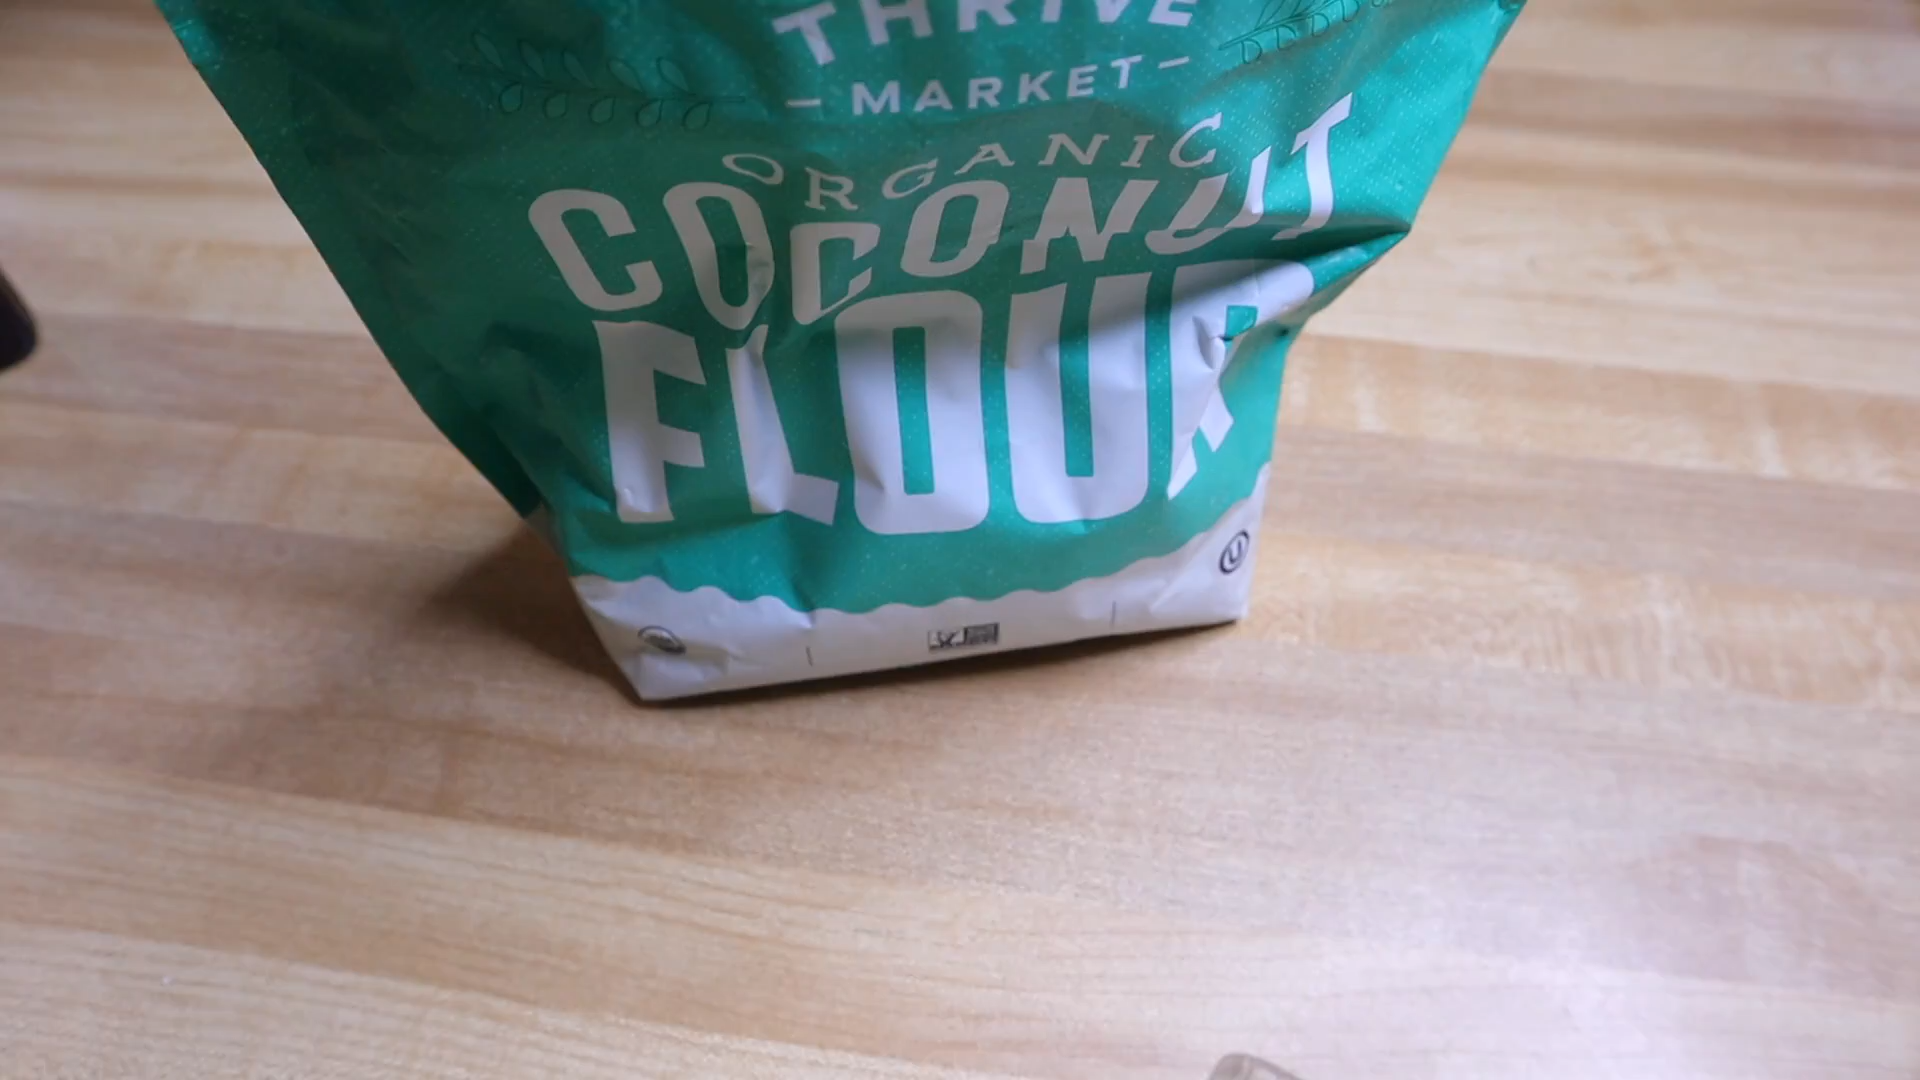 THRIVE
– MARKET –
ORGANIC
COCONUT
FLOUR
U